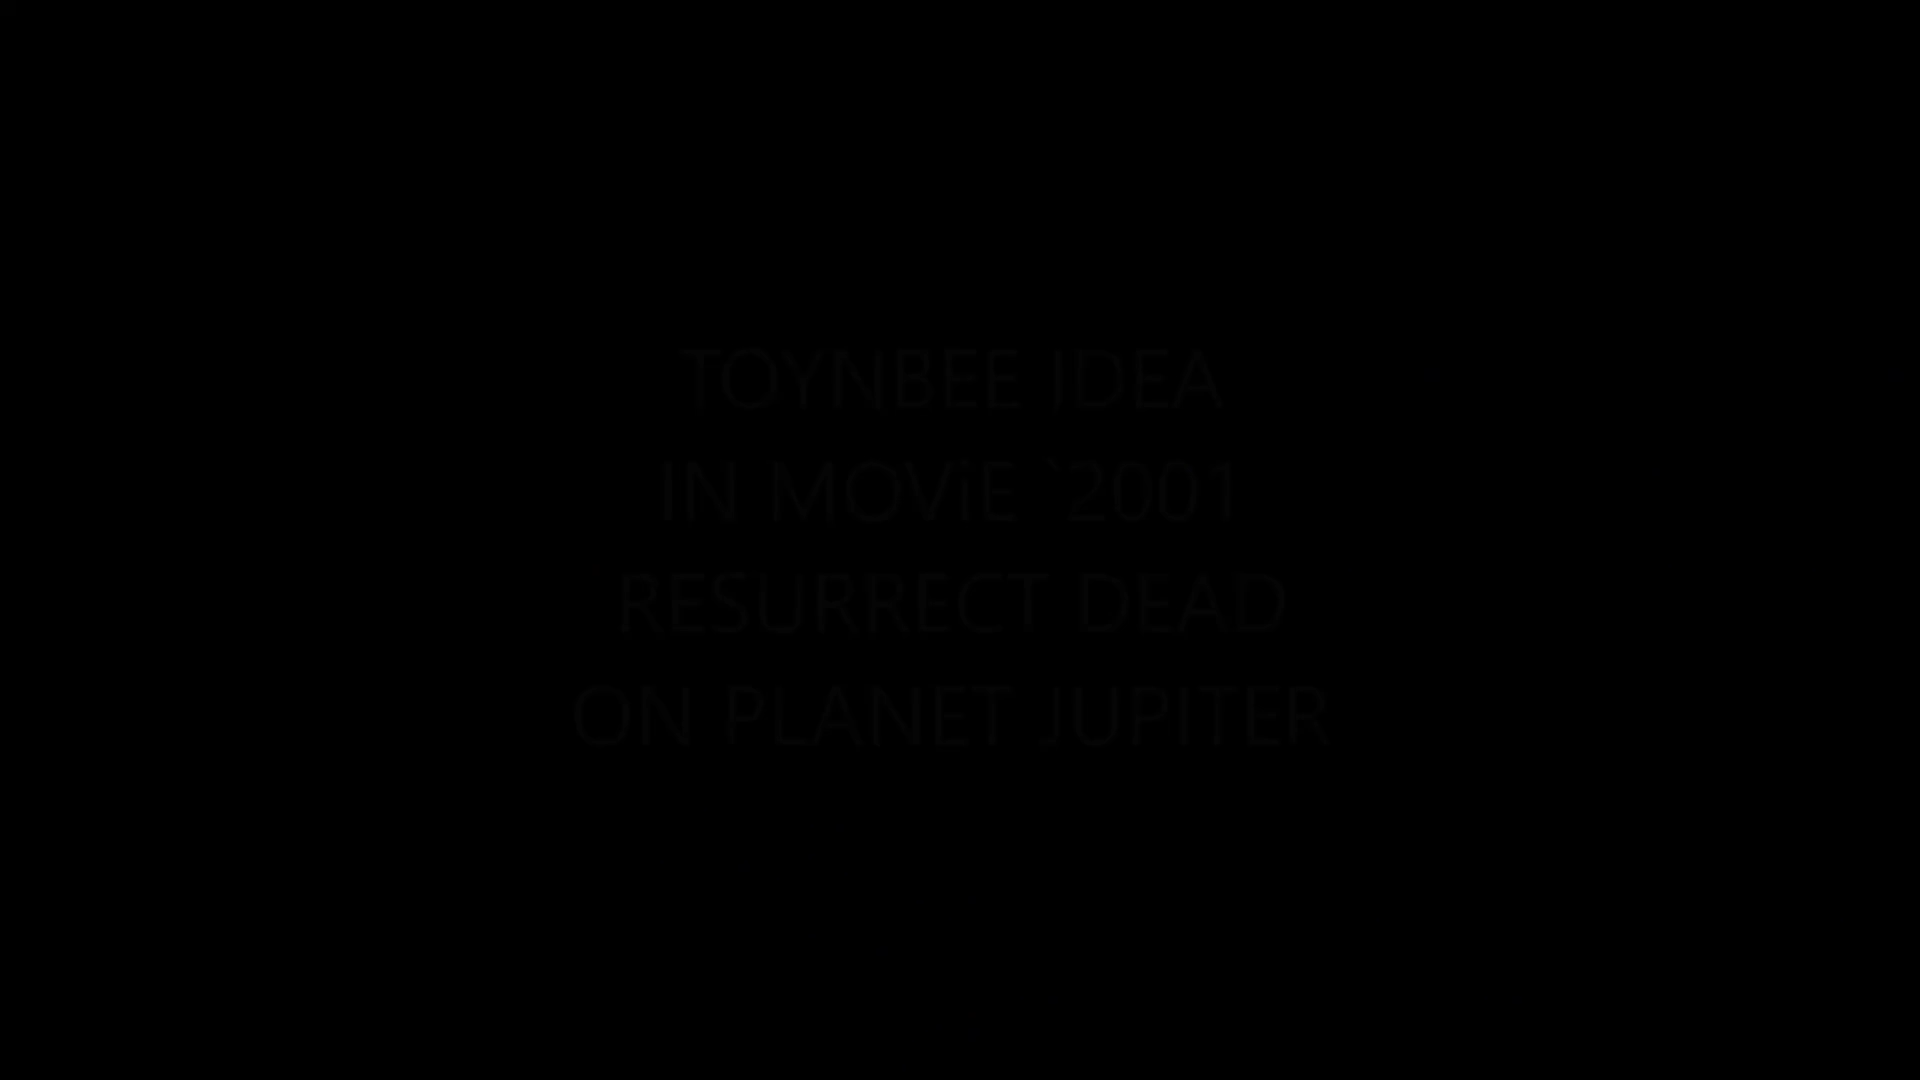 TOYNBEE IDEA
IN MOViE `2001
RESURRECT DEAD
ON PLANET JUPITER